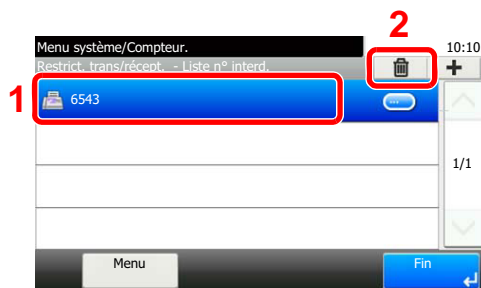 2
Menu système/Compteur.
10:10
Restrict. trans/récept. - Liste n° interd.
1
6543
1/1
Menu
Fin